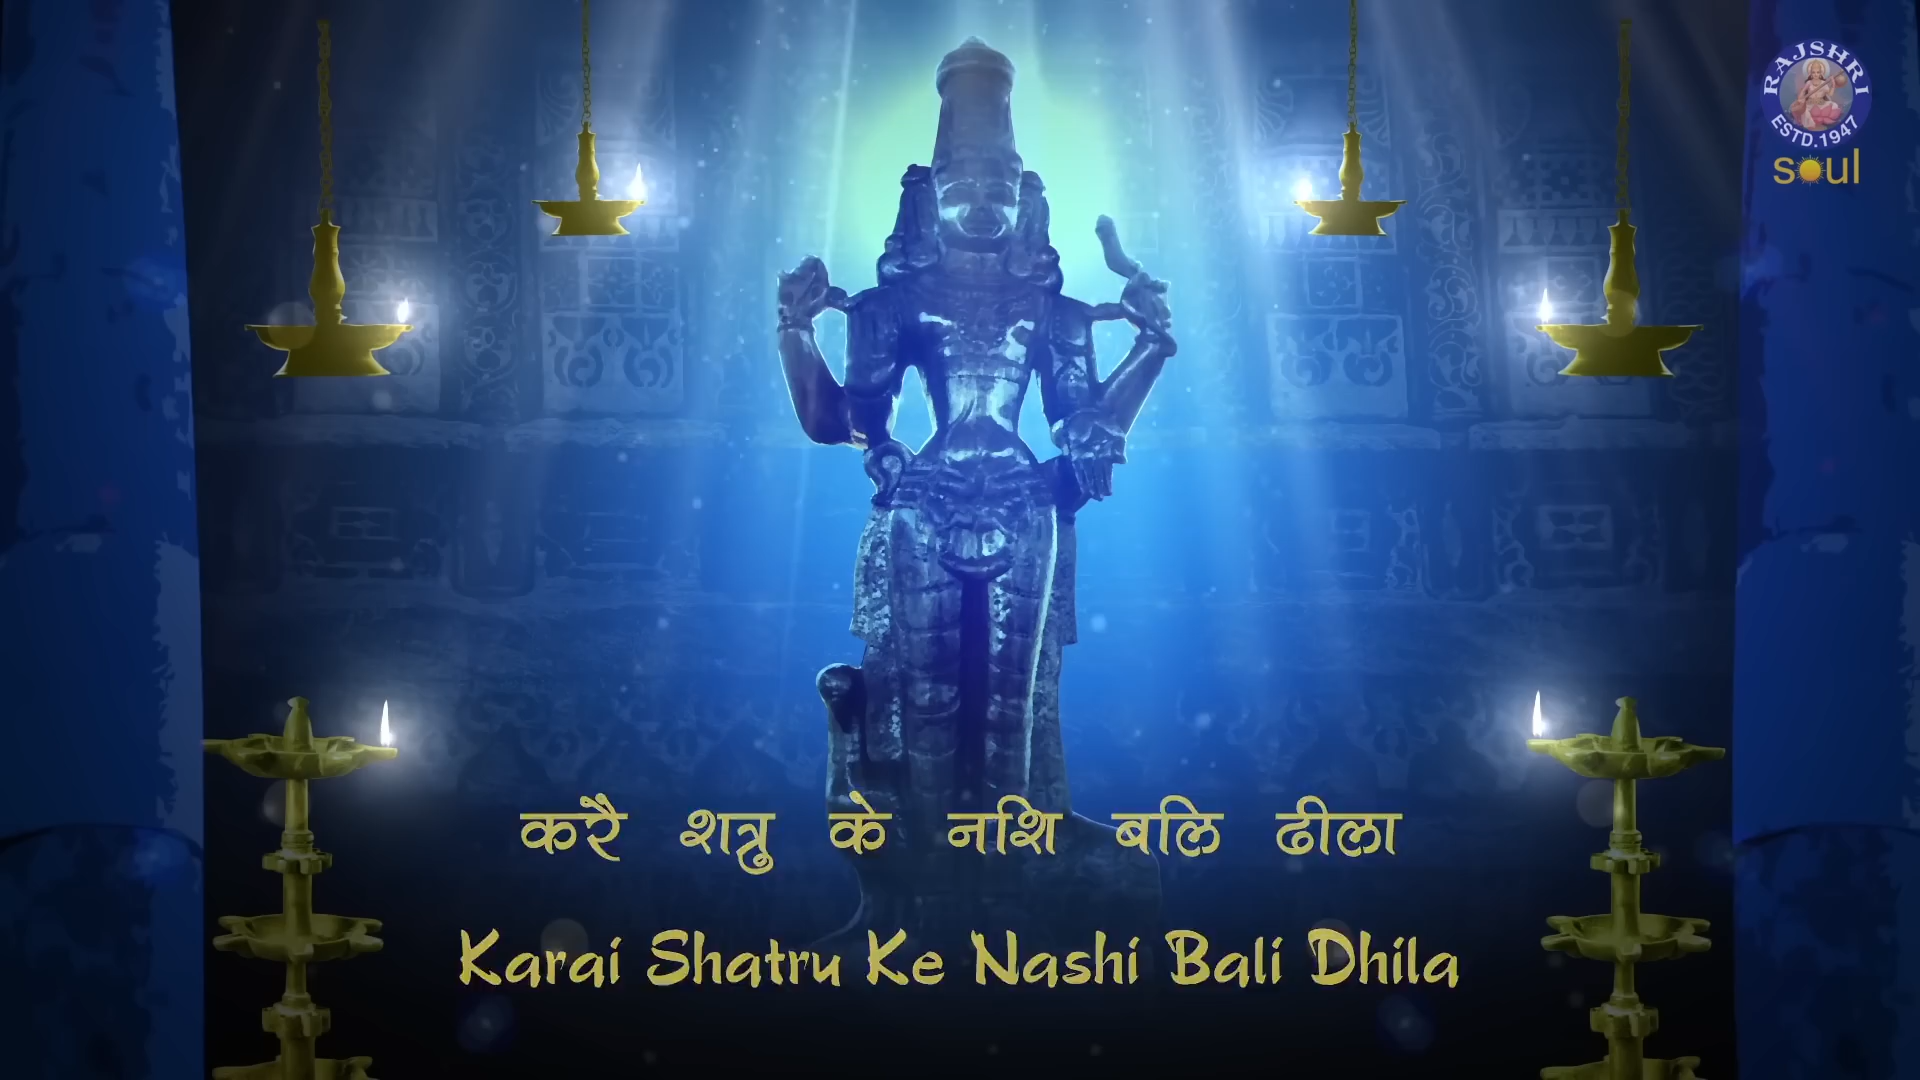 RAJSHRI
ESTD.1947
soul
करै शत्रु के नशि बलि ढीला
Karai Shatru Ke Nashi Bali Dhila